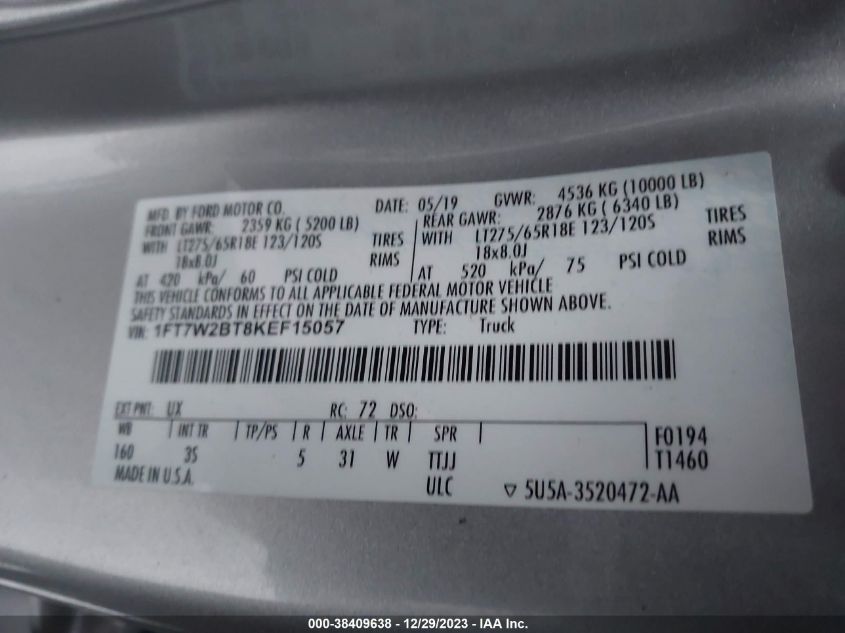 MFD. BY FORD MOTOR CO. DATE: 05/19 GVWR: 4536 KG (10000 LB)
FRONT GAWR: 2359 KG ( 5200 LB) REAR GAWR: 2876 KG ( 6340 LB)
WITH LT275/65R18E 123/120S TIRES WITH LT275/65R18E 123/120S TIRES
18x8.0J RIMS 18x8.0J RIMS
AT 420 kPa/ 60 PSI COLD AT 520 kPa/ 75 PSI COLD
THIS VEHICLE CONFORMS TO ALL APPLICABLE FEDERAL MOTOR VEHICLE
SAFETY STANDARDS IN EFFECT ON THE DATE OF MANUFACTURE SHOWN ABOVE.
VIN: 1FT7W2BT8KEF15057 TYPE: Truck
EXT PNT: UX RC: 72 DSO:
WB INT TR TP/PS R AXLE TR SPR F0194
160 3S 5 31 W TTJJ T1460
MADE IN U.S.A. ULC ▽ 5U5A-3520472-AA
000-38409638 - 12/29/2023 - IAA Inc.